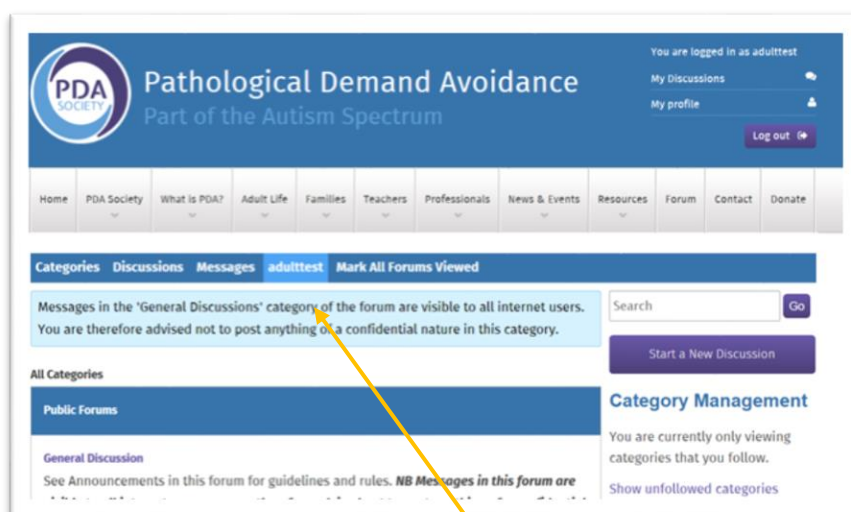 PDA
SOCIETY
Pathological Demand Avoidance
Part of the Autism Spectrum
You are logged in as adulttest
My Discussions
My profile
Log out
Home PDA Society What is PDA? Adult Life Families Teachers Professionals News & Events Resources Forum Contact Donate
Categories Discussions Messages adulttest Mark All Forums Viewed
Messages in the 'General Discussions' category of the forum are visible to all internet users.
You are therefore advised not to post anything of a confidential nature in this category.
Search
Go
Start a New Discussion
All Categories
Public Forums
General Discussion
See Announcements in this forum for guidelines and rules. NB Messages in this forum are
Category Management
You are currently only viewing
categories that you follow.
Show unfollowed categories